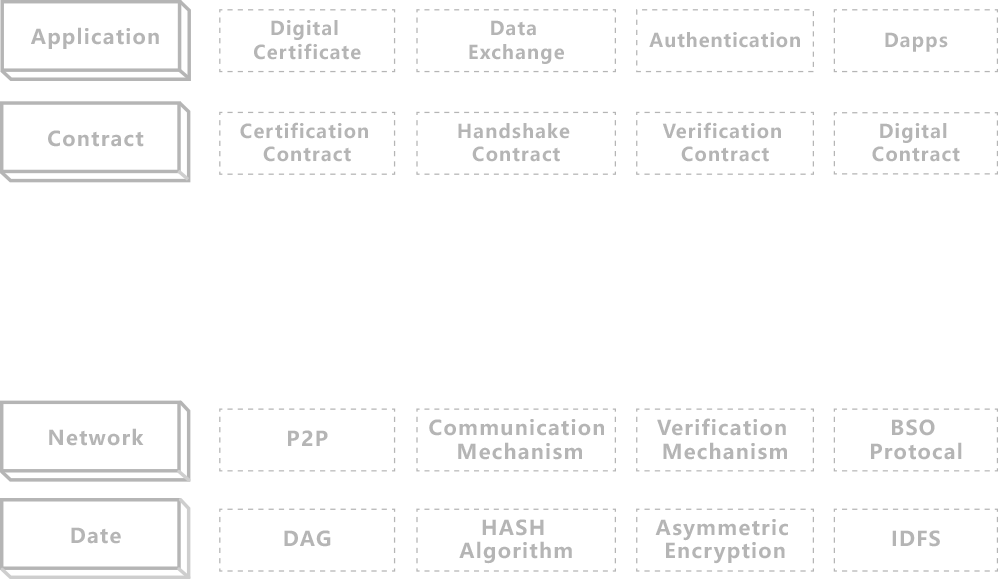 Application
Digital
Certificate
Data
Exchange
Authentication
Dapps
Contract
Certification
Contract
Handshake
Contract
Verification
Contract
Digital
Contract
Network
P2P
Communication
Mechanism
Verification
Mechanism
BSO
Protocal
Date
DAG
HASH
Algorithm
Asymmetric
Encryption
IDFS